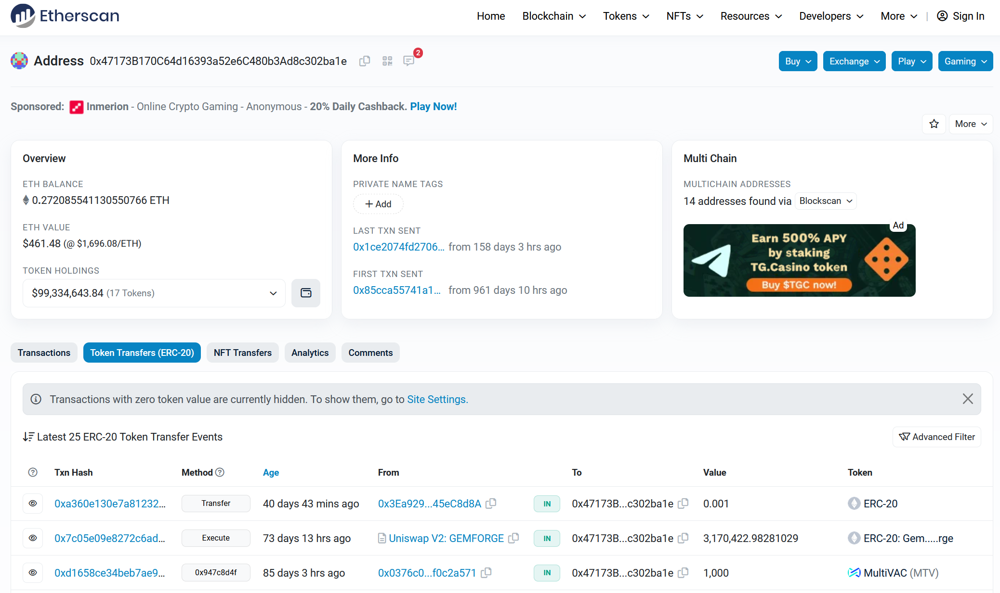 Etherscan
Home Blockchain Tokens NFTs Resources Developers More | Sign In
Address 0x47173B170C64d16393a52e6C480b3Ad8c302ba1e 2
Buy Exchange Play Gaming
Sponsored: Inmerion - Online Crypto Gaming - Anonymous - 20% Daily Cashback. Play Now!
More
Overview
ETH BALANCE
0.272085541130550766 ETH
ETH VALUE
$461.48 (@ $1,696.08/ETH)
TOKEN HOLDINGS
$99,334,643.84 (17 Tokens)
More Info
PRIVATE NAME TAGS
+ Add
LAST TXN SENT
0x1ce2074fd2706... from 158 days 3 hrs ago
FIRST TXN SENT
0x85cca55741a1... from 961 days 10 hrs ago
Multi Chain
MULTICHAIN ADDRESSES
14 addresses found via Blockscan
Ad
Earn 500% APY
by staking
TG.Casino token
Buy $TGC now!
Transactions Token Transfers (ERC-20) NFT Transfers Analytics Comments
Transactions with zero token value are currently hidden. To show them, go to Site Settings.
Latest 25 ERC-20 Token Transfer Events
Advanced Filter
Txn Hash Method Age From To Value Token
0xa360e130e7a81232... Transfer 40 days 43 mins ago 0x3Ea929...45eC8d8A IN 0x47173B...c302ba1e 0.001 ERC-20
0x7c05e09e8272c6ad... Execute 73 days 13 hrs ago Uniswap V2: GEMFORGE IN 0x47173B...c302ba1e 3,170,422.98281029 ERC-20: Gem.....rge
0xd1658ce34beb7ae9... 0x947c8d4f 85 days 3 hrs ago 0x0376c0...f0c2a571 IN 0x47173B...c302ba1e 1,000 MultiVAC (MTV)